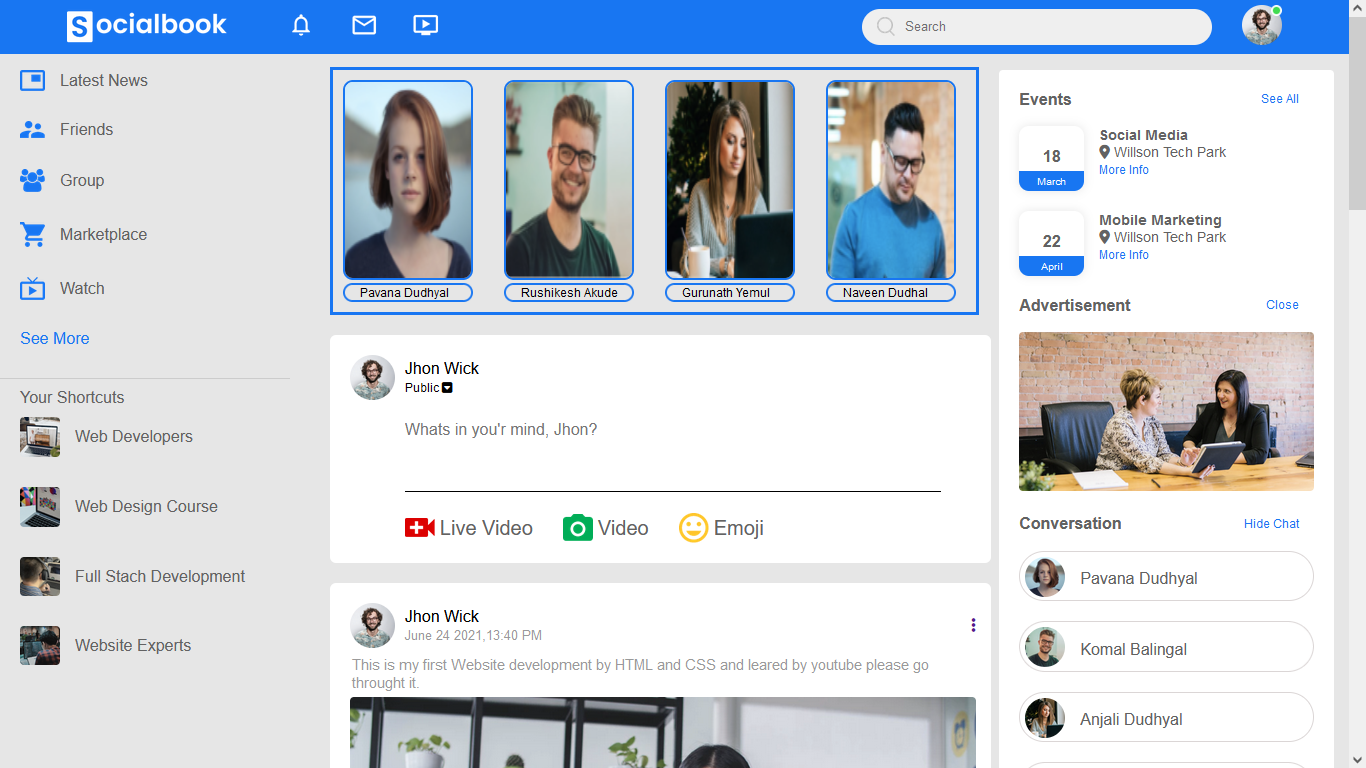 Socialbook
Search
Latest News
Friends
Group
Marketplace
Watch
See More
Your Shortcuts
Web Developers
Web Design Course
Full Stach Development
Website Experts
Pavana Dudhyal
Rushikesh Akude
Gurunath Yemul
Naveen Dudhal
Jhon Wick
Public
Whats in you'r mind, Jhon?
Live Video
Video
Emoji
Jhon Wick
June 24 2021,13:40 PM
This is my first Website development by HTML and CSS and leared by youtube please go
throught it.
Events
See All
18
March
Social Media
Willson Tech Park
More Info
22
April
Mobile Marketing
Willson Tech Park
More Info
Advertisement
Close
Conversation
Hide Chat
Pavana Dudhyal
Komal Balingal
Anjali Dudhyal